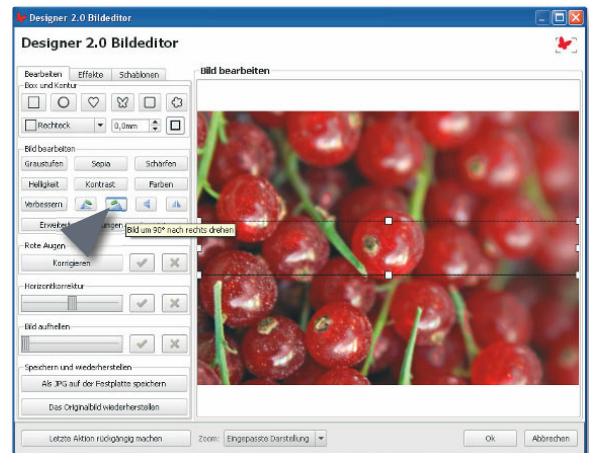 Designer 2.0 Bildeditor
Designer 2.0 Bildeditor
Bearbeiten Effekte Schablonen
Box und Kontur
Rechteck 0,0mm
Bild bearbeiten
Graustufen Sepia Schärfen
Helligkeit Kontrast Farben
Verbessern
Bild um 90° nach rechts drehen
Rote Augen
Korrigieren
Horizontkorrektur
Bild aufhellen
Speichern und wiederherstellen
Als JPG auf der Festplatte speichern
Das Originalbild wiederherstellen
Bild bearbeiten
Letzte Aktion rückgängig machen Zoom: Eingepasste Darstellung Ok Abbrechen